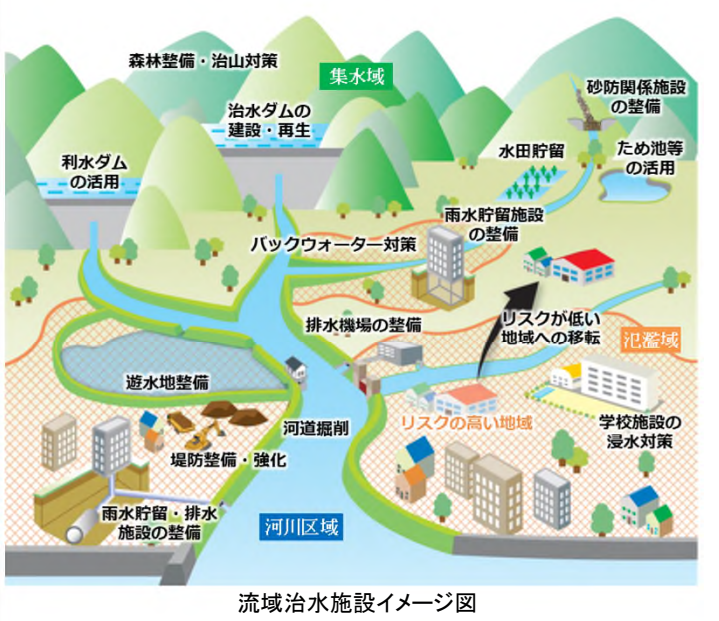 森林整備・治山対策
集水域
砂防関係施設
の整備
治水ダムの
建設・再生
水田貯留
ため池等
の活用
利水ダム
の活用
雨水貯留施設
の整備
バックウォーター対策
排水機場の整備
リスクが低い
地域への移転
氾濫域
遊水地整備
リスクの高い地域
学校施設の
浸水対策
河道掘削
堤防整備・強化
雨水貯留・排水
施設の整備
河川区域
流域治水施設イメージ図